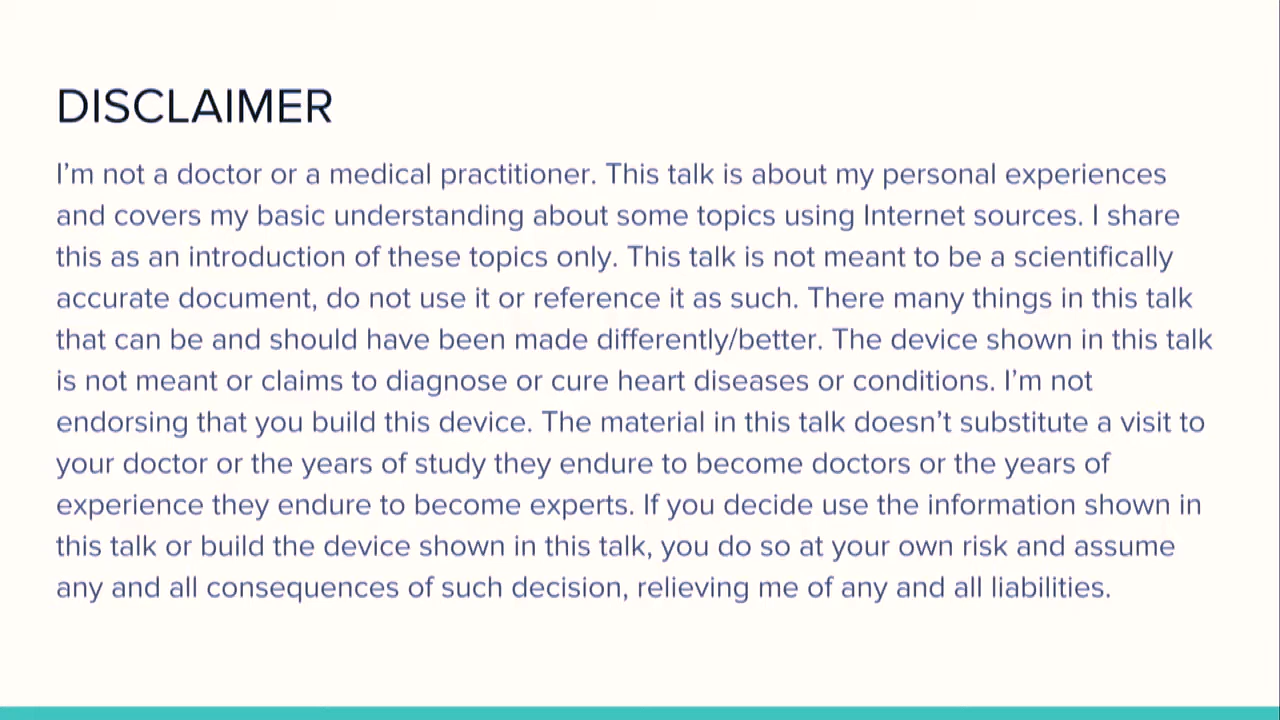 DISCLAIMER
I’m not a doctor or a medical practitioner. This talk is about my personal experiences
and covers my basic understanding about some topics using Internet sources. I share
this as an introduction of these topics only. This talk is not meant to be a scientifically
accurate document, do not use it or reference it as such. There many things in this talk
that can be and should have been made differently/better. The device shown in this talk
is not meant or claims to diagnose or cure heart diseases or conditions. I’m not
endorsing that you build this device. The material in this talk doesn’t substitute a visit to
your doctor or the years of study they endure to become doctors or the years of
experience they endure to become experts. If you decide use the information shown in
this talk or build the device shown in this talk, you do so at your own risk and assume
any and all consequences of such decision, relieving me of any and all liabilities.